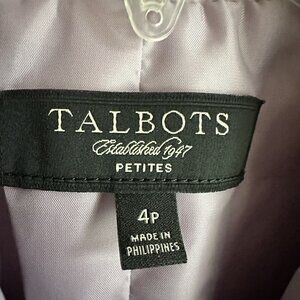 TALBOTS
Established 1947
PETITES
4P
MADE IN
PHILIPPINES